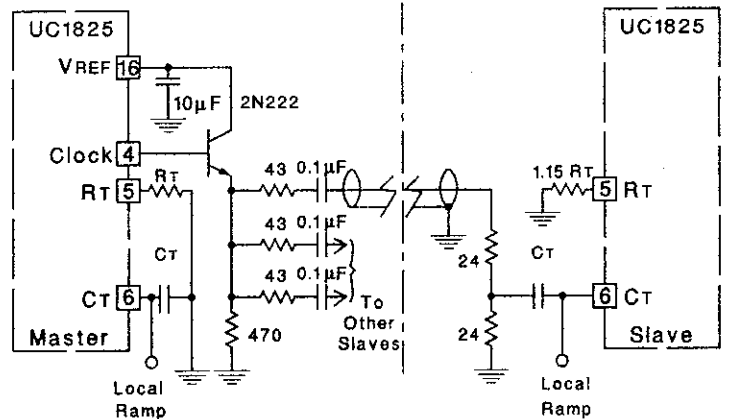 UC1825
UC1825
VREF 16
10µF
2N222
Clock 4
RT 5
RT
43 0.1µF
1.15 RT
5 RT
43 0.1µF
43 0.1µF
24
CT
CT
CT 6
6 CT
To
Other
Slaves
470
24
Master
Slave
Local
Ramp
Local
Ramp